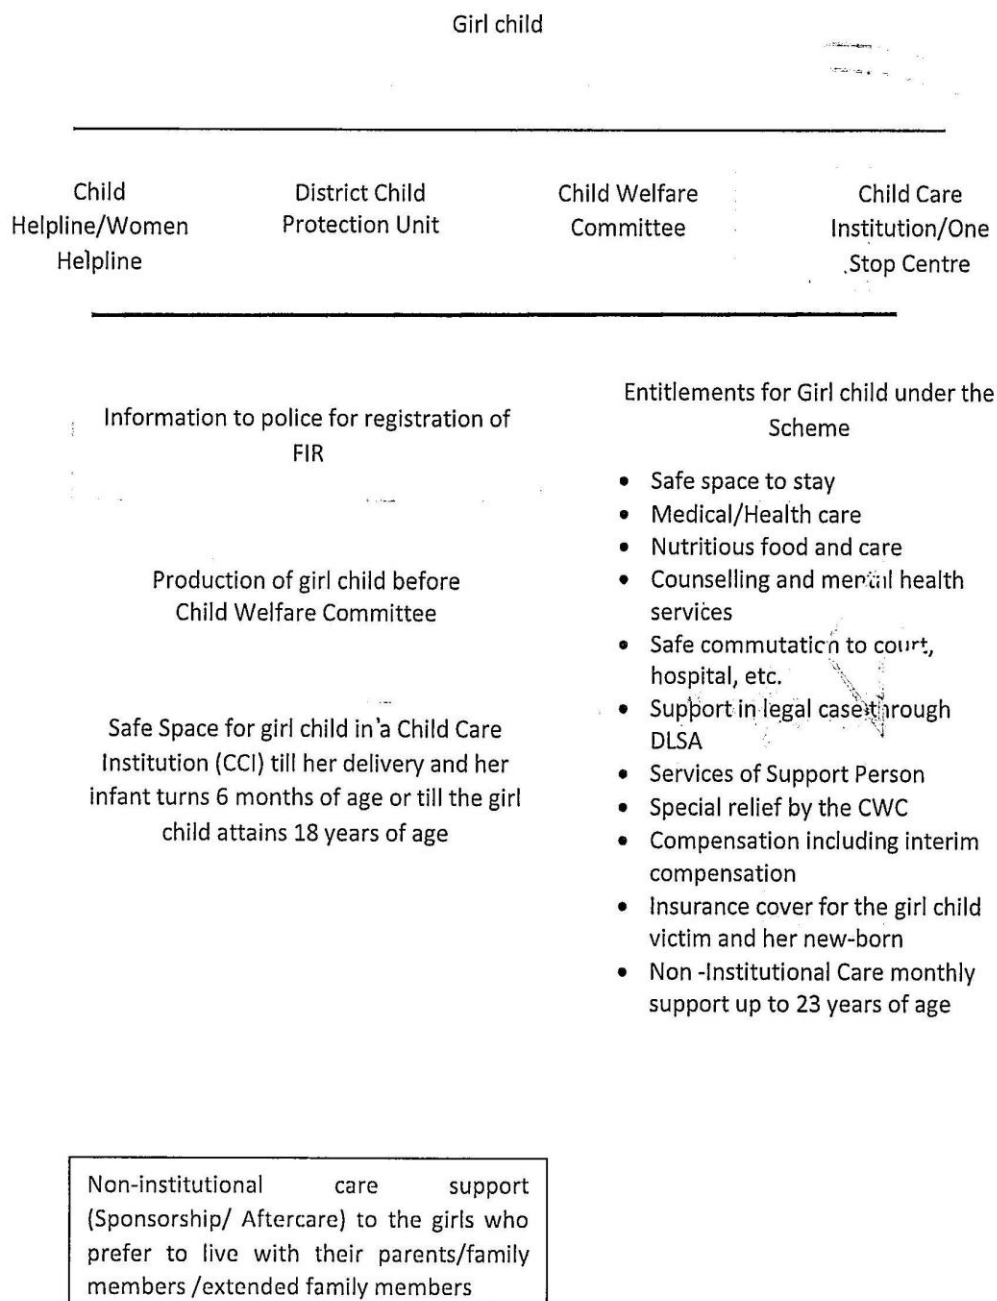 Girl child
Child
Helpline/Women
Helpline
District Child
Protection Unit
Child Welfare
Committee
Child Care
Institution/One
Stop Centre
Information to police for registration of
FIR
Production of girl child before
Child Welfare Committee
Safe Space for girl child in a Child Care
Institution (CCI) till her delivery and her
infant turns 6 months of age or till the girl
child attains 18 years of age
Entitlements for Girl child under the
Scheme
• Safe space to stay
• Medical/Health care
• Nutritious food and care
• Counselling and mental health
services
• Safe commutation to court,
hospital, etc.
• Support in legal case through
DLSA
• Services of Support Person
• Special relief by the CWC
• Compensation including interim
compensation
• Insurance cover for the girl child
victim and her new-born
• Non -Institutional Care monthly
support up to 23 years of age
Non-institutional care support
(Sponsorship/ Aftercare) to the girls who
prefer to live with their parents/family
members /extended family members